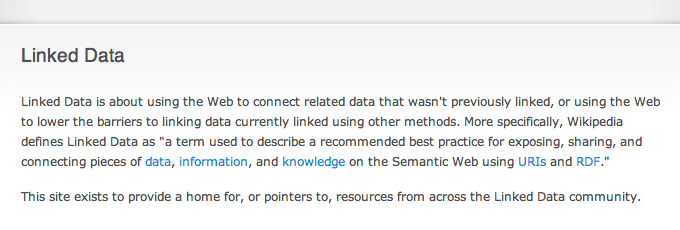 Linked Data
Linked Data is about using the Web to connect related data that wasn't previously linked, or using the Web
to lower the barriers to linking data currently linked using other methods. More specifically, Wikipedia
defines Linked Data as "a term used to describe a recommended best practice for exposing, sharing, and
connecting pieces of data, information, and knowledge on the Semantic Web using URIs and RDF."
This site exists to provide a home for, or pointers to, resources from across the Linked Data community.